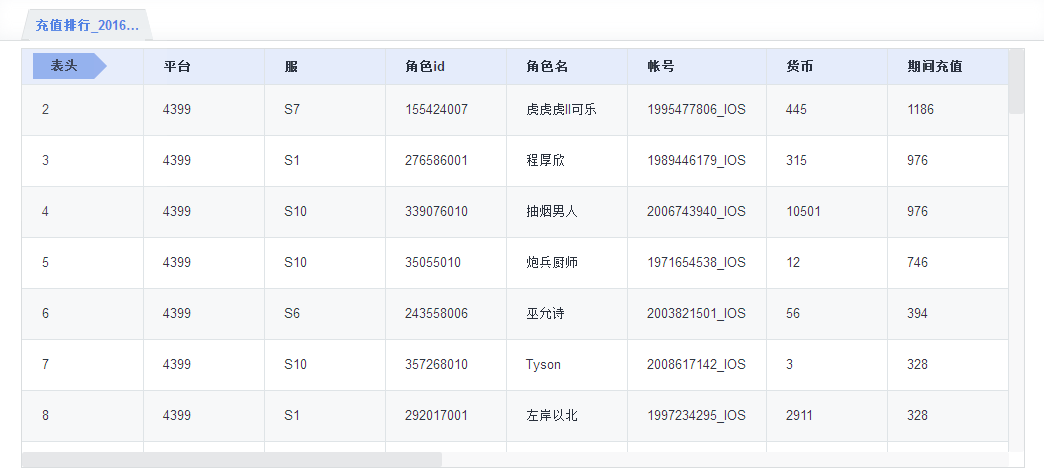 充值排行_2016...
表头 平台 服 角色id 角色名 帐号 货币 期间充值
2 4399 S7 155424007 虎虎虎ll可乐 1995477806_IOS 445 1186
3 4399 S1 276586001 程厚欣 1989446179_IOS 315 976
4 4399 S10 339076010 抽烟男人 2006743940_IOS 10501 976
5 4399 S10 35055010 炮兵厨师 1971654538_IOS 12 746
6 4399 S6 243558006 巫允诗 2003821501_IOS 56 394
7 4399 S10 357268010 Tyson 2008617142_IOS 3 328
8 4399 S1 292017001 左岸以北 1997234295_IOS 2911 328